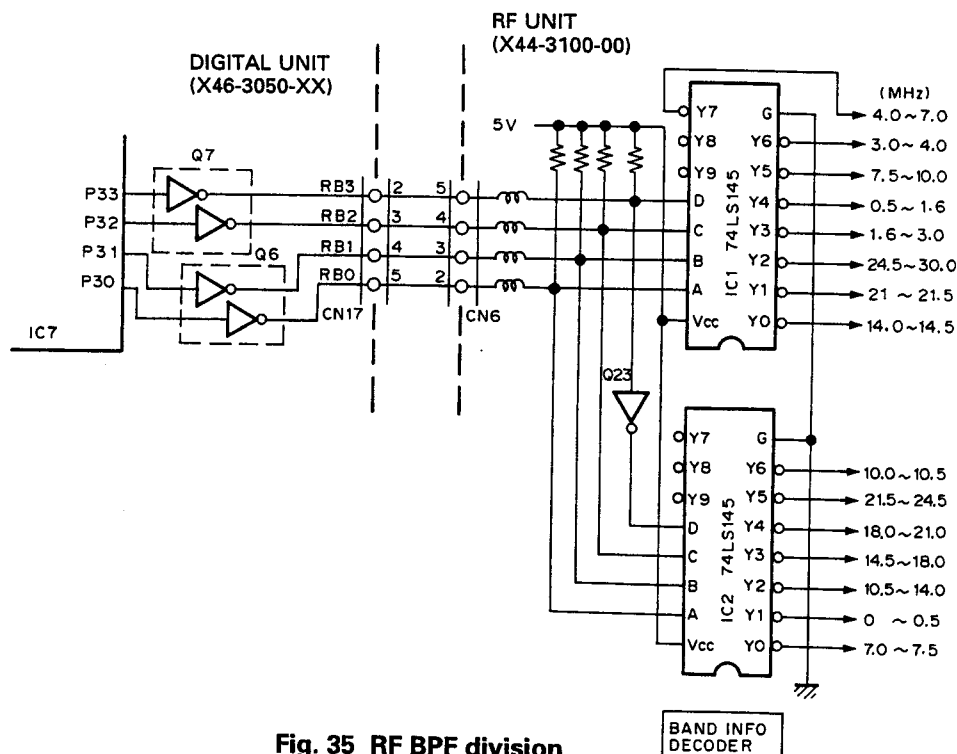 RF UNIT
(X44-3100-00)
DIGITAL UNIT
(X46-3050-XX)
(MHz)
Y7
G
4.0~7.0
5V
Y8
Y6
3.0~4.0
Q7
Y9
Y5
7.5~10.0
P33
RB3
2
5
D
Y4
0.5~1.6
P32
RB2
3
4
C
Y3
1.6~3.0
P31
Q6
RB1
4
3
B
Y2
24.5~30.0
P30
RB0
5
2
A
Y1
21 ~21.5
IC7
CN17
CN6
Vcc
Y0
14.0~14.5
IC1
74LS145
Q23
Y7
G
Y8
Y6
10.0~10.5
Y9
Y5
21.5~24.5
D
Y4
18.0~21.0
C
Y3
14.5~18.0
B
Y2
10.5~14.0
A
Y1
0 ~0.5
Vcc
Y0
7.0~7.5
IC2
74LS145
BAND INFO
DECODER
Fig. 35 RF BPF division